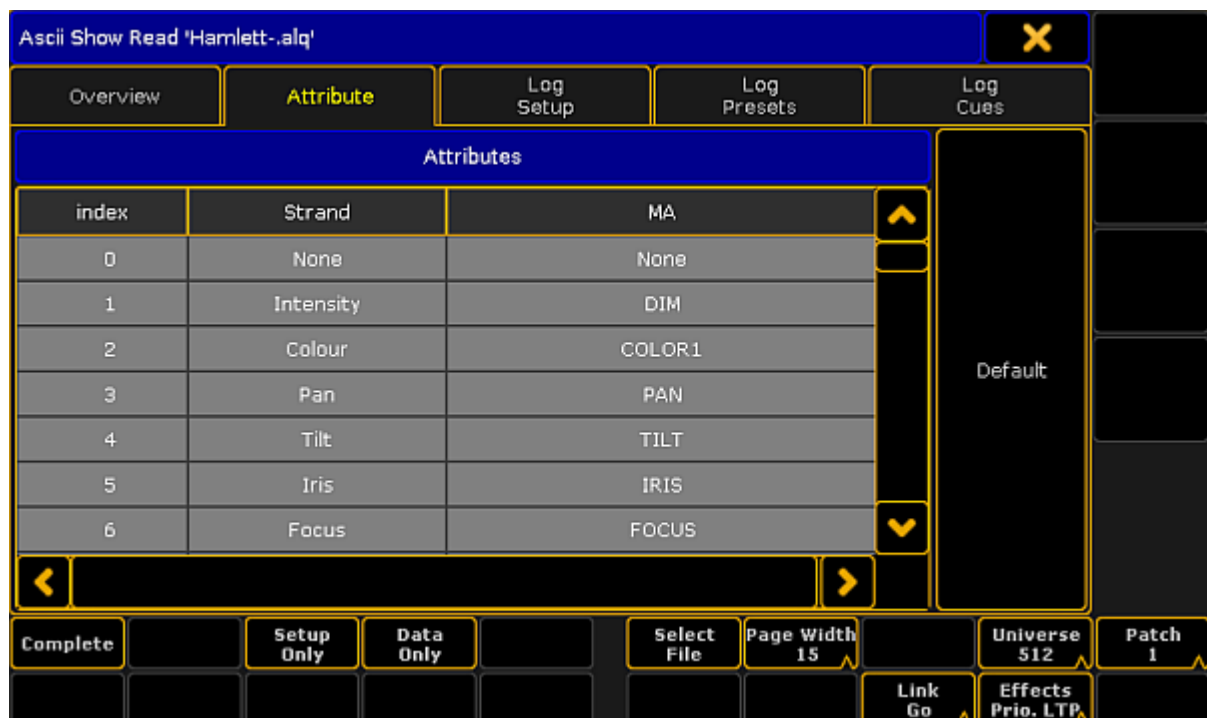 Ascii Show Read 'Hamlett-.alq'
Overview
Attribute
Log
Setup
Log
Presets
Log
Cues
Attributes
index Strand MA
0 None None
1 Intensity DIM
2 Colour COLOR1
3 Pan PAN
4 Tilt TILT
5 Iris IRIS
6 Focus FOCUS
Default
Complete
Setup
Only
Data
Only
Select
File
Page Width
15
Universe
512
Patch
1
Link
Go
Effects
Prio. LTP